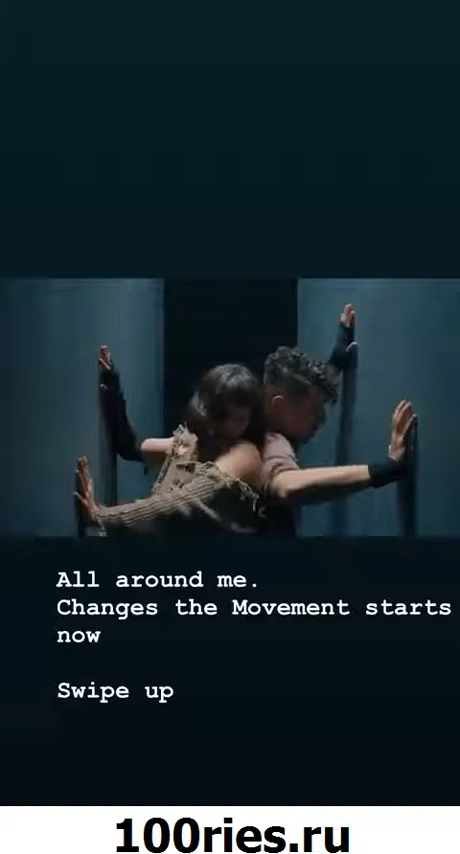 All around me.
Changes the Movement starts
now
Swipe up
100ries.ru